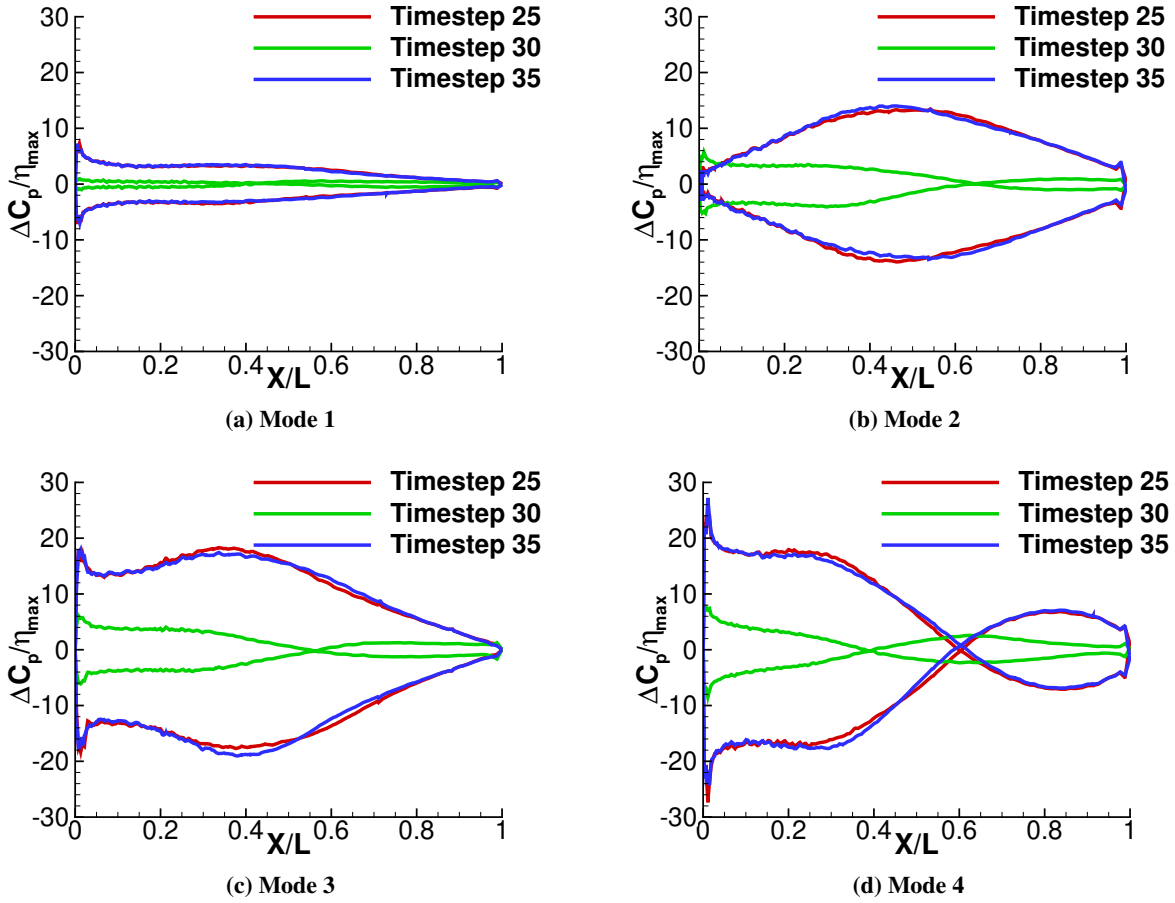 30
20
10
0
-10
-20
-30
ΔCp/ηmax
0
0.2
0.4
0.6
0.8
1
X/L
Timestep 25
Timestep 30
Timestep 35
(a) Mode 1
30
20
10
0
-10
-20
-30
ΔCp/ηmax
0
0.2
0.4
0.6
0.8
1
X/L
Timestep 25
Timestep 30
Timestep 35
(b) Mode 2
30
20
10
0
-10
-20
-30
ΔCp/ηmax
0
0.2
0.4
0.6
0.8
1
X/L
Timestep 25
Timestep 30
Timestep 35
(c) Mode 3
30
20
10
0
-10
-20
-30
ΔCp/ηmax
0
0.2
0.4
0.6
0.8
1
X/L
Timestep 25
Timestep 30
Timestep 35
(d) Mode 4